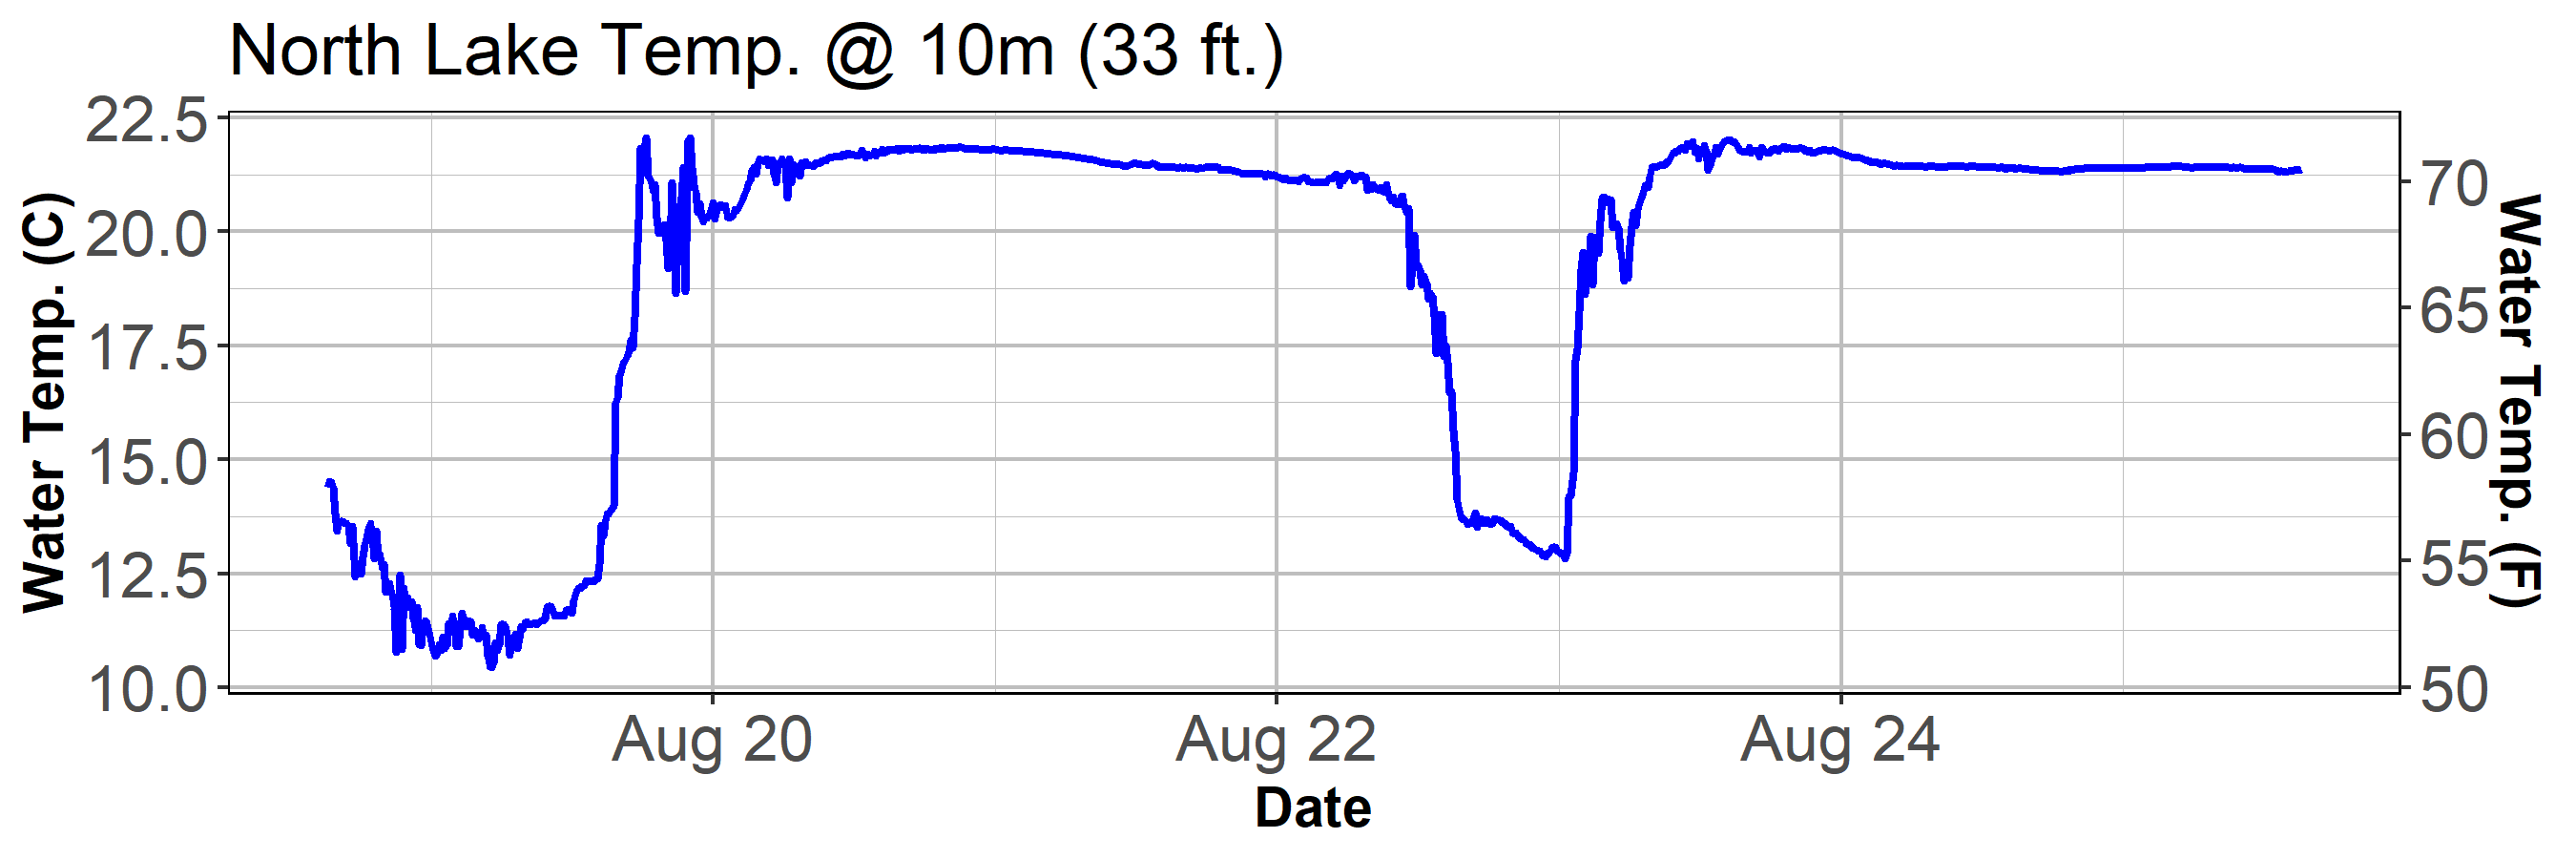 North Lake Temp. @ 10m (33 ft.)
Water Temp. (C)
22.5
20.0
17.5
15.0
12.5
10.0
70
65
60
55
50
Water Temp. (F)
Aug 20
Aug 22
Aug 24
Date